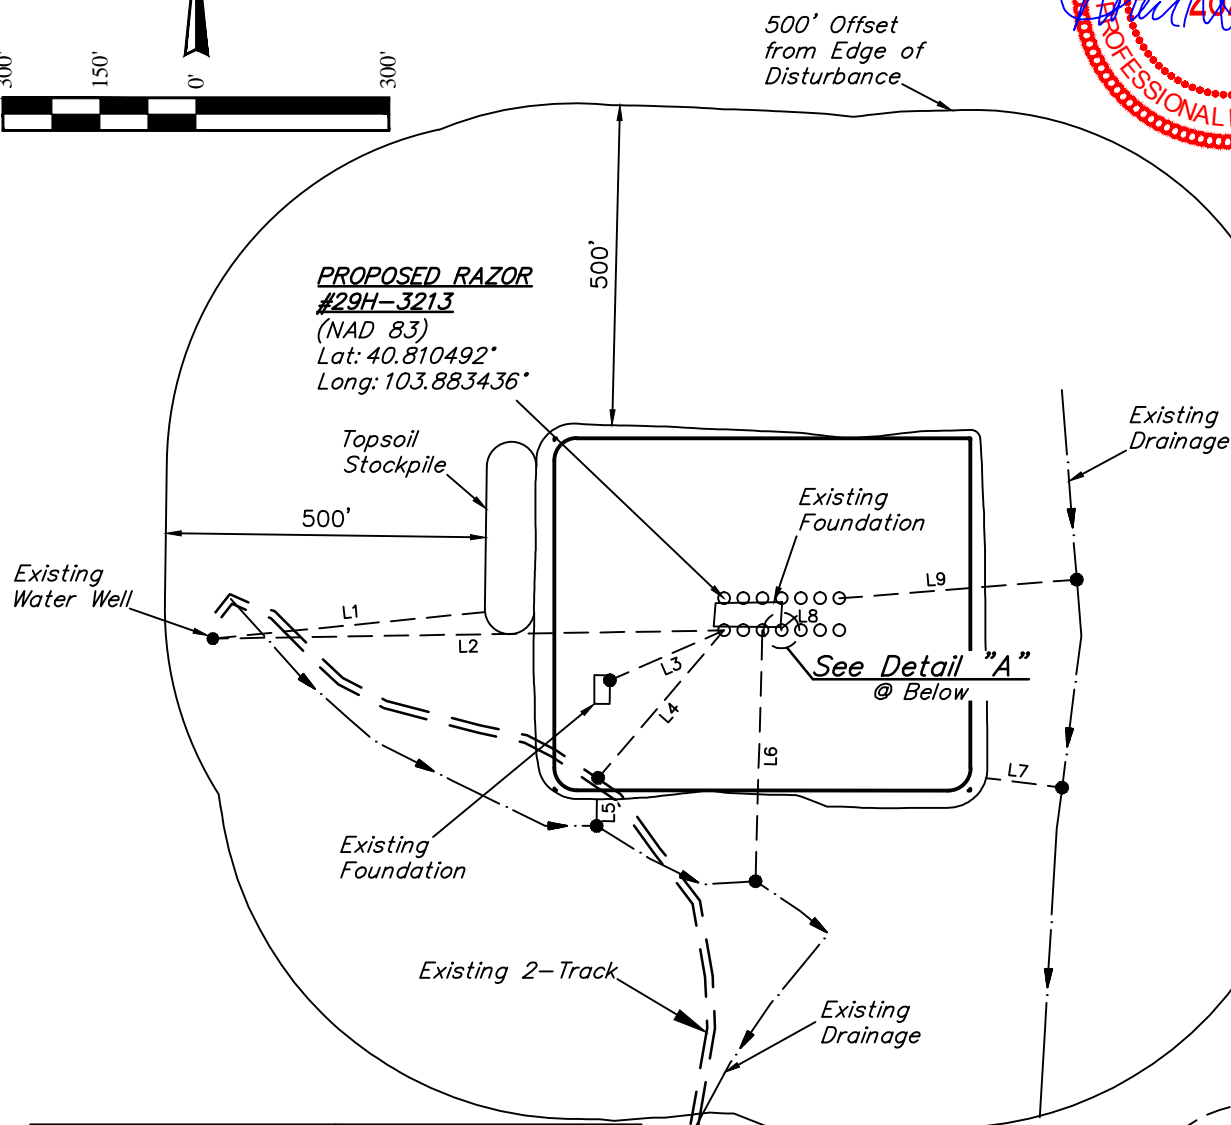 500' Offset
from Edge of
Disturbance
PROFESSIONAL
300'
150'
0'
300'
500'
PROPOSED RAZOR
#29H-3213
(NAD 83)
Lat: 40.810492°
Long: 103.883436°
Topsoil
Stockpile
Existing
Drainage
Existing
Foundation
500'
Existing
Water Well
L1
L2
L3
L4
L5
L6
L7
L8
L9
See Detail "A"
@ Below
Existing
Foundation
Existing 2-Track
Existing
Drainage